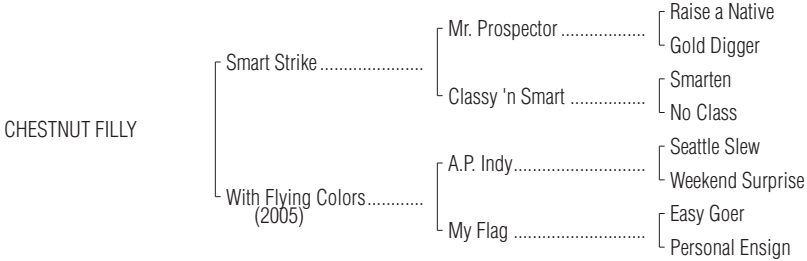 Raise a Native
Mr. Prospector
Gold Digger
Smart Strike
Smarten
Classy 'n Smart
No Class
CHESTNUT FILLY
Seattle Slew
A.P. Indy
Weekend Surprise
With Flying Colors
(2005)
Easy Goer
My Flag
Personal Ensign